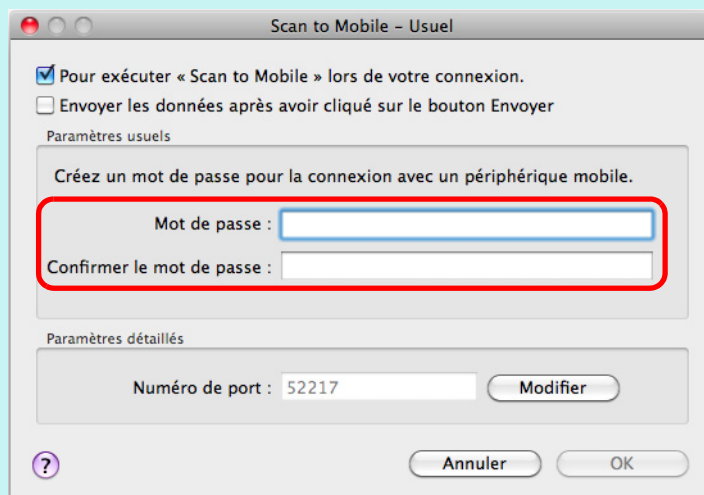 Scan to Mobile – Usuel
Pour exécuter « Scan to Mobile » lors de votre connexion.
Envoyer les données après avoir cliqué sur le bouton Envoyer
Paramètres usuels
Créez un mot de passe pour la connexion avec un périphérique mobile.
Mot de passe :
Confirmer le mot de passe :
Paramètres détaillés
Numéro de port : 52217 Modifier
? Annuler OK